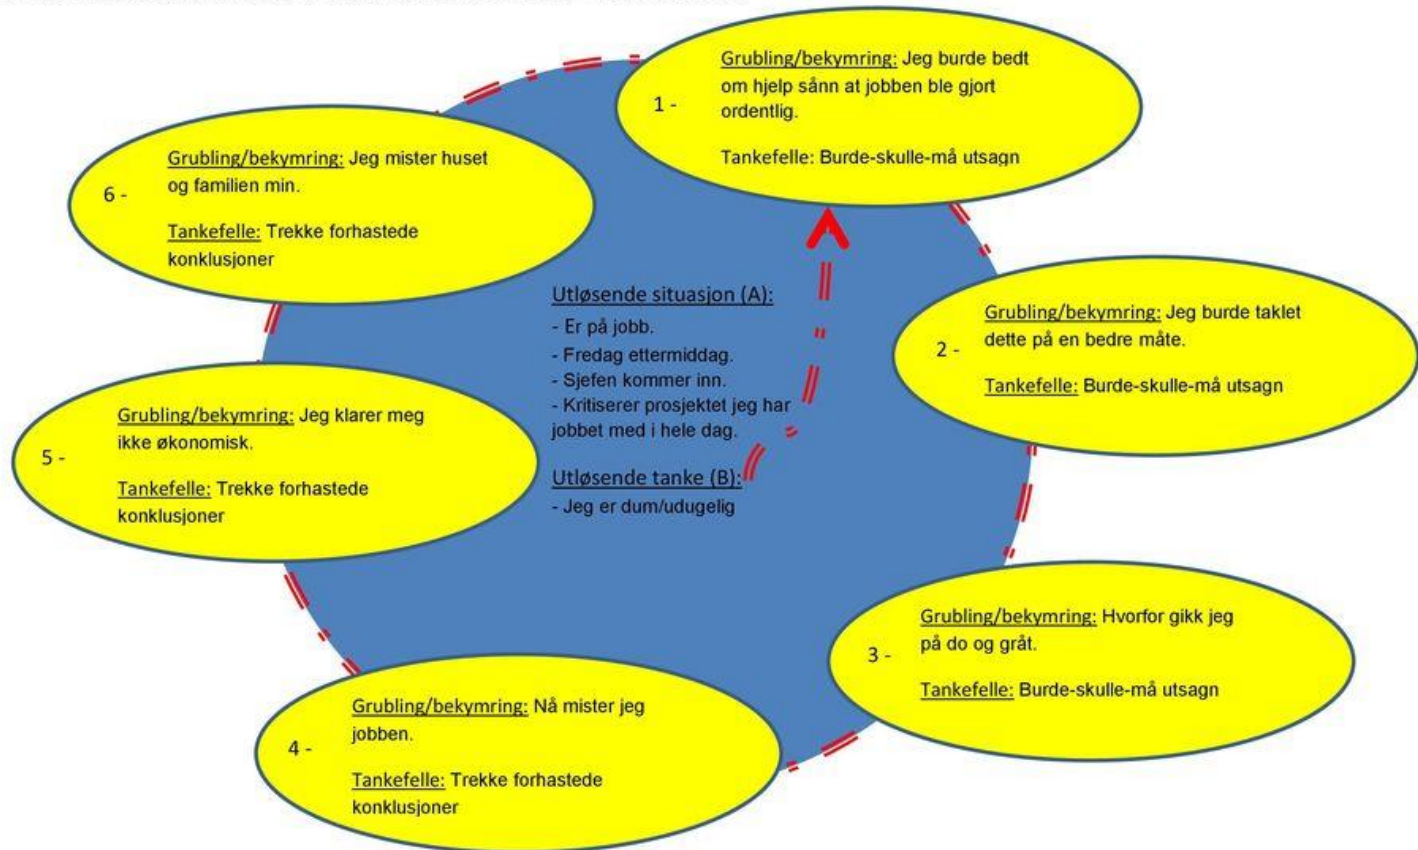 1 -
Grubling/bekymring: Jeg burde bedt
om hjelp sånn at jobben ble gjort
ordentlig.
Tankefelle: Burde-skulle-må utsagn
2 -
Grubling/bekymring: Jeg burde taklet
dette på en bedre måte.
Tankefelle: Burde-skulle-må utsagn
3 -
Grubling/bekymring: Hvorfor gikk jeg
på do og gråt.
Tankefelle: Burde-skulle-må utsagn
4 -
Grubling/bekymring: Nå mister jeg
jobben.
Tankefelle: Trekke forhastede
konklusjoner
5 -
Grubling/bekymring: Jeg klarer meg
ikke økonomisk.
Tankefelle: Trekke forhastede
konklusjoner
6 -
Grubling/bekymring: Jeg mister huset
og familien min.
Tankefelle: Trekke forhastede
konklusjoner
Utløsende situasjon (A):
- Er på jobb.
- Fredag ettermiddag.
- Sjefen kommer inn.
- Kritiserer prosjektet jeg har
jobbet med i hele dag.
Utløsende tanke (B):
- Jeg er dum/udugelig